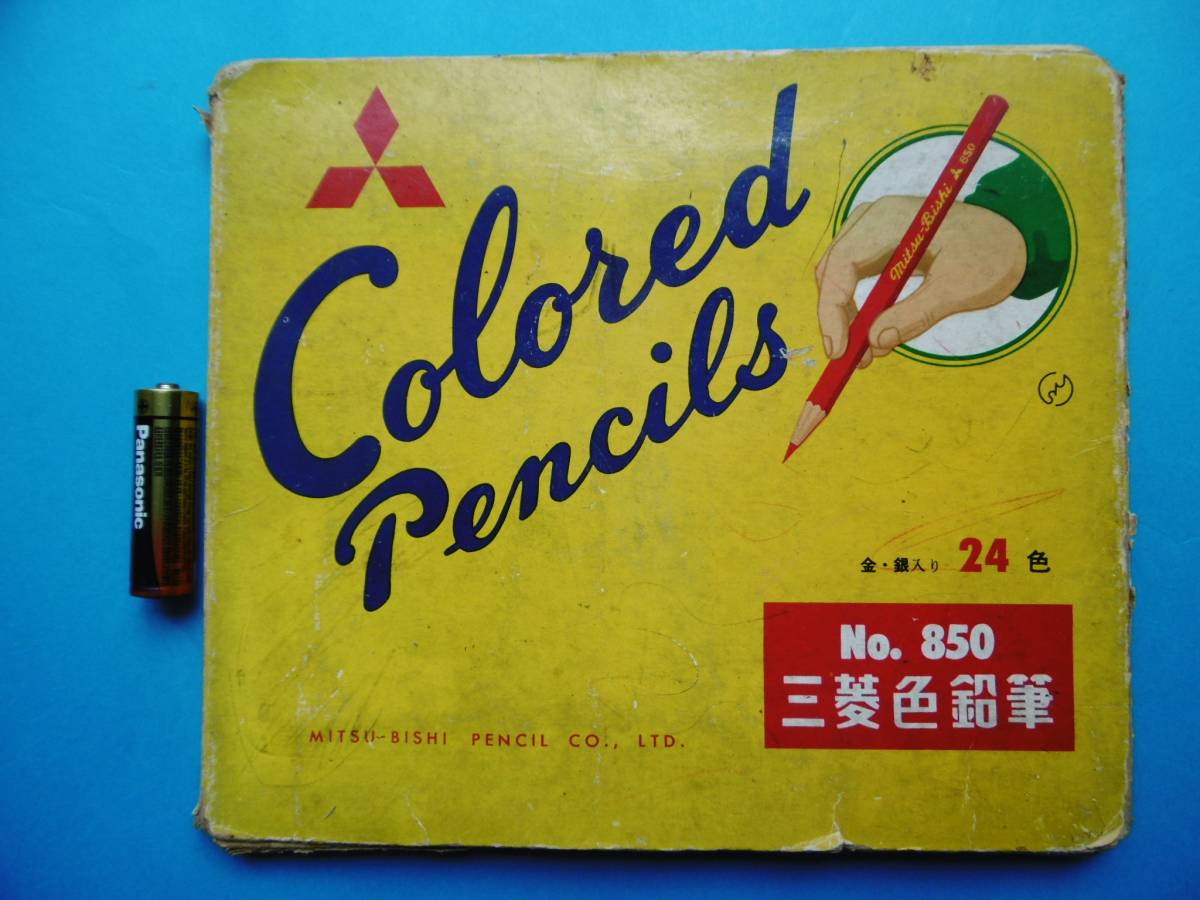 Colored
Pencils
Mitsu-Bishi 850
金・銀入り 24 色
No. 850
三菱色鉛筆
MITSU-BISHI PENCIL CO., LTD.
Panasonic